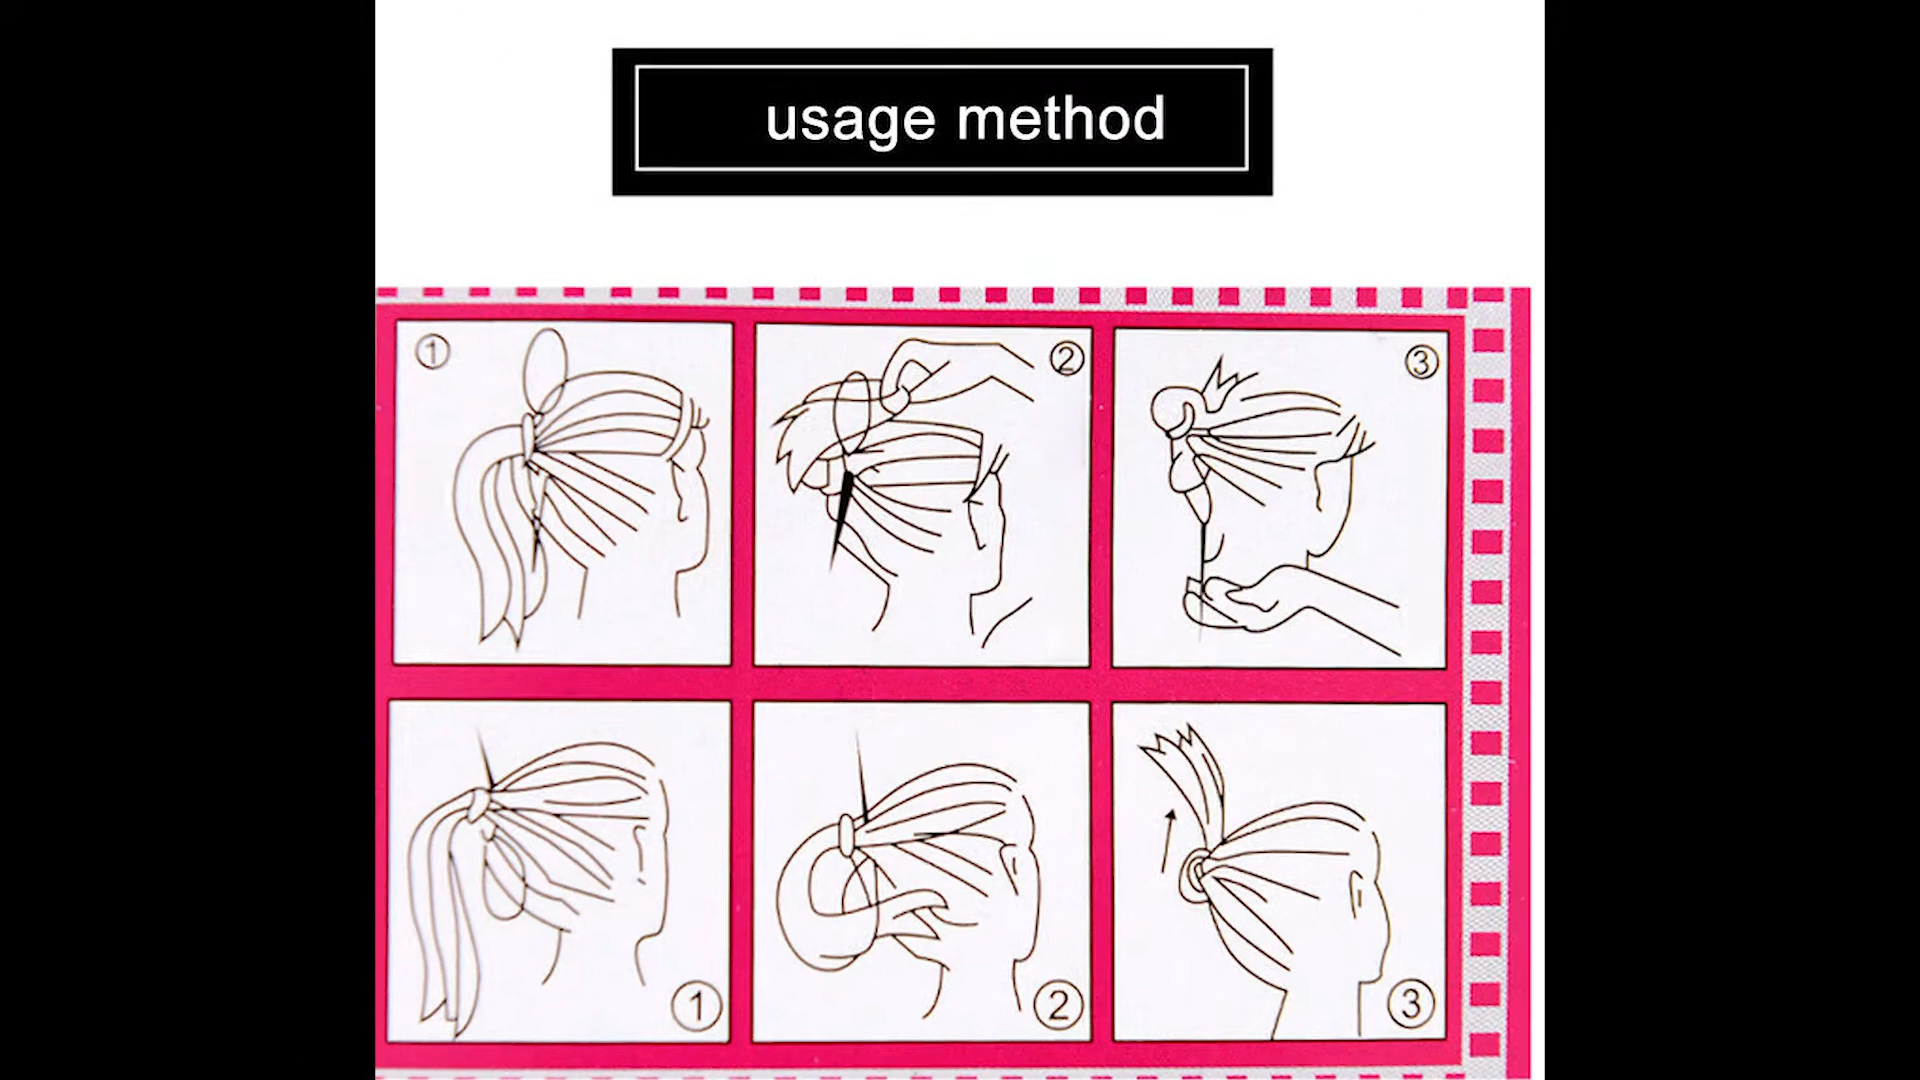 usage method
① ② ③
① ② ③